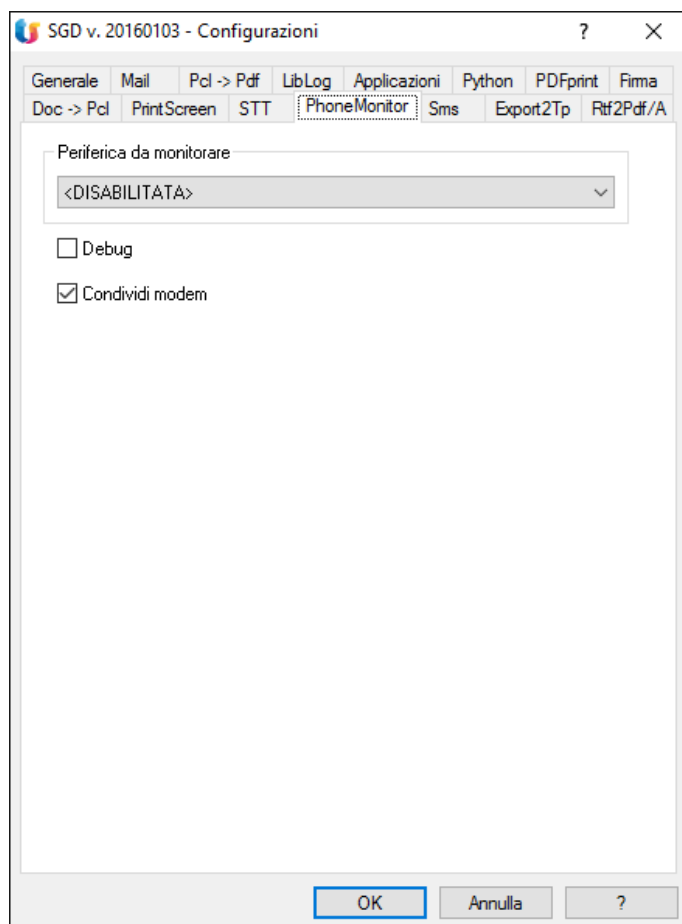 SGD v. 20160103 - Configurazioni ?
Generale Mail Pcl -> Pdf LibLog Applicazioni Python PDFprint Firma
Doc -> Pcl PrintScreen STT PhoneMonitor Sms Export2Tp Rtf2Pdf/A
Periferica da monitorare
<DISABILITATA>
Debug
Condividi modem
OK Annulla ?